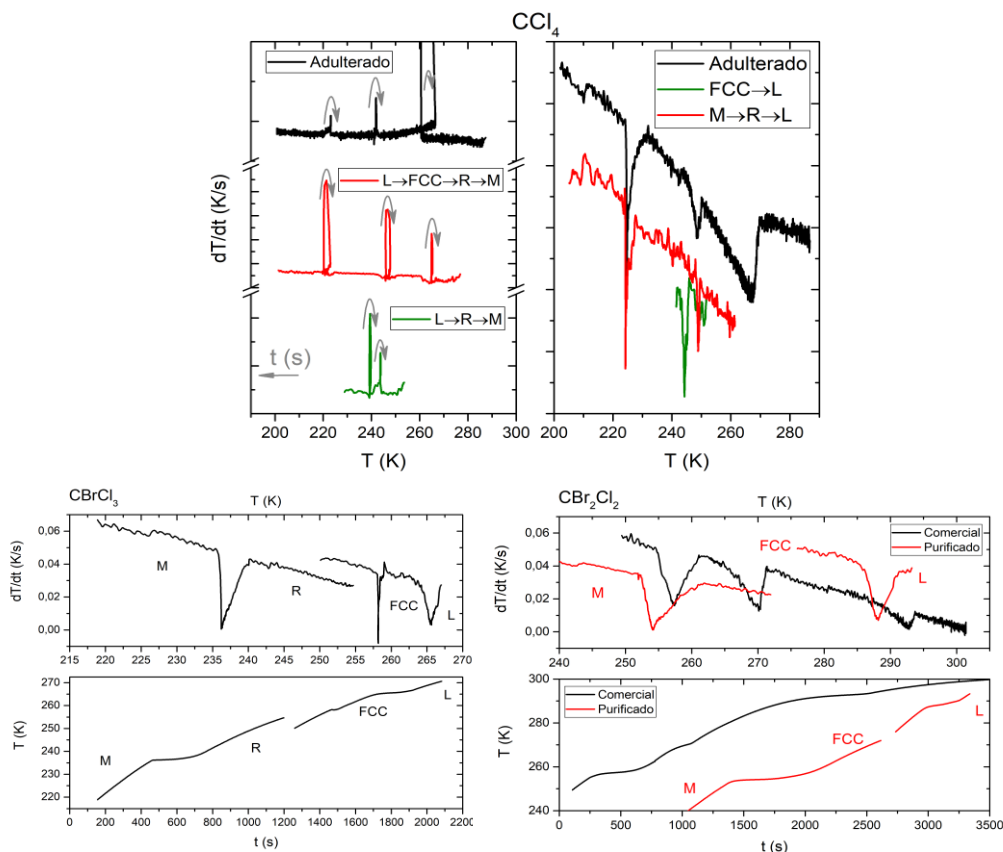 CCl4
Adulterado
L→FCC→R→M
L→R→M
t (s)
dT/dt (K/s)
200 220 240 260 280 300
T (K)
Adulterado
FCC→L
M→R→L
220 240 260 280
T (K)
CBrCl3
T (K)
dT/dt (K/s)
0,06
0,04
0,02
0,00
M
R
FCC
L
215 220 225 230 235 240 245 250 255 260 265 270
T (K)
270
260
250
240
230
220
M
R
FCC
L
0 200 400 600 800 1000 1200 1400 1600 1800 2000 2200
t (s)
CBr2Cl2
T (K)
dT/dt (K/s)
0,06
0,04
0,02
0,00
Comercial
Purificado
FCC
M
L
240 250 260 270 280 290 300
T (K)
300
280
260
240
Comercial
Purificado
FCC
L
M
0 500 1000 1500 2000 2500 3000 3500
t (s)